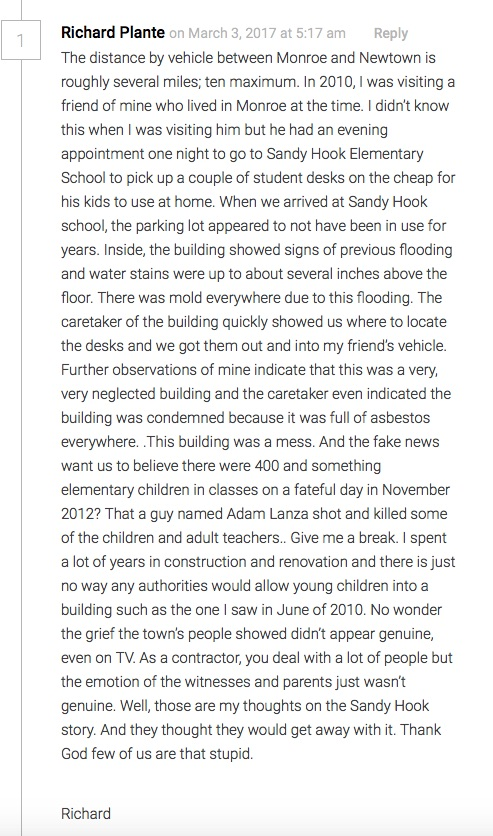 1
Richard Plante on March 3, 2017 at 5:17 am Reply
The distance by vehicle between Monroe and Newtown is
roughly several miles; ten maximum. In 2010, I was visiting a
friend of mine who lived in Monroe at the time. I didn't know
this when I was visiting him but he had an evening
appointment one night to go to Sandy Hook Elementary
School to pick up a couple of student desks on the cheap for
his kids to use at home. When we arrived at Sandy Hook
school, the parking lot appeared to not have been in use for
years. Inside, the building showed signs of previous flooding
and water stains were up to about several inches above the
floor. There was mold everywhere due to this flooding. The
caretaker of the building quickly showed us where to locate
the desks and we got them out and into my friend's vehicle.
Further observations of mine indicate that this was a very,
very neglected building and the caretaker even indicated the
building was condemned because it was full of asbestos
everywhere. .This building was a mess. And the fake news
want us to believe there were 400 and something
elementary children in classes on a fateful day in November
2012? That a guy named Adam Lanza shot and killed some
of the children and adult teachers.. Give me a break. I spent
a lot of years in construction and renovation and there is just
no way any authorities would allow young children into a
building such as the one I saw in June of 2010. No wonder
the grief the town's people showed didn't appear genuine,
even on TV. As a contractor, you deal with a lot of people but
the emotion of the witnesses and parents just wasn't
genuine. Well, those are my thoughts on the Sandy Hook
story. And they thought they would get away with it. Thank
God few of us are that stupid.
Richard